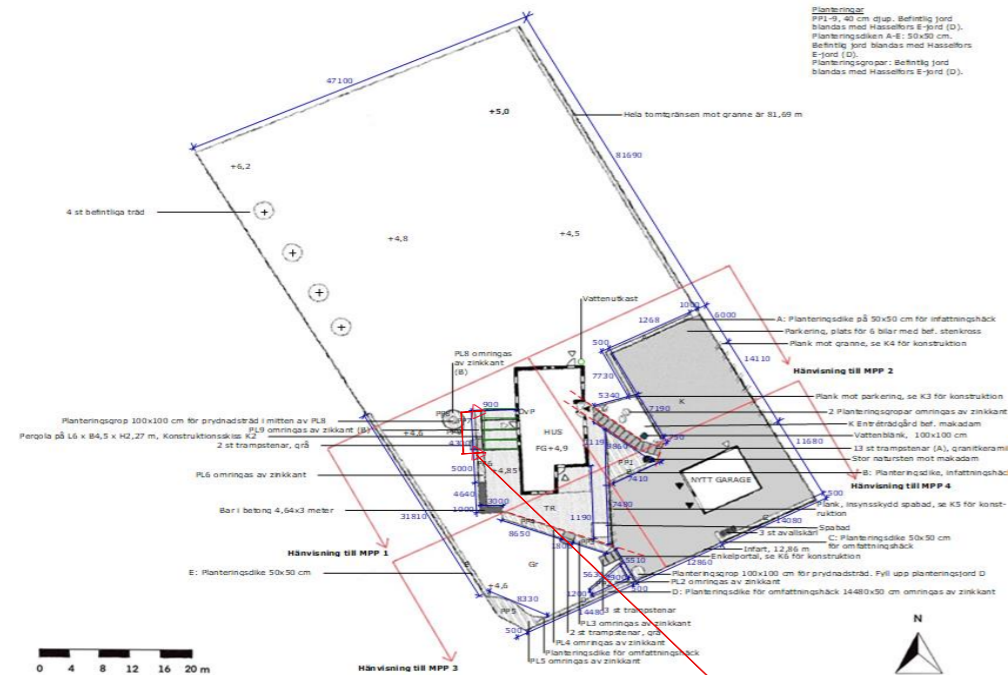 Planteringar
PP1-9, 40 cm djup. Befintlig jord
blandas med Hasselfors E-jord (D).
Planteringsdiken A-E: 50x50 cm.
Befintlig jord blandas med Hasselfors
E-jord (D).
Planteringsgropar: Befintlig jord
blandas med Hasselfors E-jord (D).
47100
+5,0
Hela tomtgränsen mot granne är 81,69 m
81690
+6,2
4 st befintliga träd
+4,8
+4,5
Vattenutkast
1000
6000
A: Planteringsdike på 50x50 cm för infattningshäck
1268
Parkering, plats för 6 bilar med bef. stenkross
500
Plank mot granne, se K4 för konstruktion
PL8 omringas
av zinkkant
(B)
14110
Hänvisning till MPP 2
7730
5340
900
K
Plank mot parkering, se K3 för konstruktion
7190
2 Planteringsgropar omringas av zinkkant
Planteringsgrop 100x100 cm för prydnadsträd i mitten av PL8
PL9 omringas av zinkkant (B)
+4,6
K Entréträdgård bef. makadam
HUS
FG+4,9
Pergola på L6 x B4,5 x H2,27 m, Konstruktionsskiss K2
Vattenblänk, 100x100 cm
2 st trampstenar, grå
4300
11680
13 st trampstenar (A), granitkeramik
Stor natursten mot makadam
PP1
5000
+4,85
7410
B: Planteringsdike, infattningshäck
PL6 omringas av zinkkant
NYTT GARAGE
Hänvisning till MPP 4
4640
3000
7480
500
Plank, insynsskydd spabad, se K5 för konst-
ruktion
Bar i betong 4,64x3 meter
1000
TR
31810
1190
14080
Spabad
3 st avaliskärl
C: Planteringsdike 50x50 cm
för omfattningshäck
8650
Infart, 12,86 m
Hänvisning till MPP 1
5510
12860
Enkelportal, se K6 för konstruktion
E: Planteringsdike 50x50 cm
Gr
Planteringsgrop 100x100 cm för prydnadsträd. Fyll upp planteringsjord D
+4,6
500
PL2 omringas av zinkkant
D: Planteringsdike för omfattningshäck 14480x50 cm omringas av zinkkant
8330
1200
14480
3 st trampstenar
PP5
PL3 omringas av zinkkant
500
2 st trampstenar, grå
PL4 omringas av zinkkant
Planteringsdike för omfattningshäck
PL5 omringas av zinkkant
N
0 4 8 12 16 20 m
Hänvisning till MPP 3